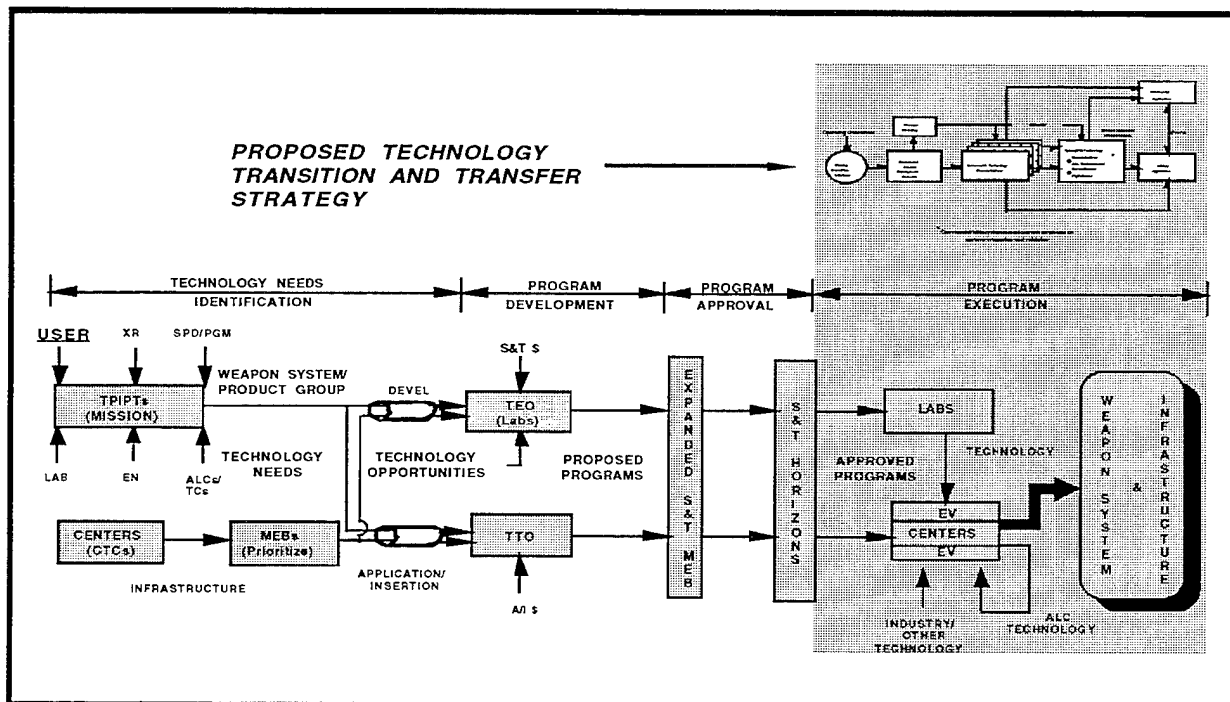 PROPOSED TECHNOLOGY
TRANSITION AND TRANSFER
STRATEGY
TECHNOLOGY NEEDS
IDENTIFICATION
PROGRAM
DEVELOPMENT
PROGRAM
APPROVAL
PROGRAM
EXECUTION
USER
XR
SPD/PGM
TPIPTs
(MISSION)
LAB
EN
ALCs/
TCs
WEAPON SYSTEM/
PRODUCT GROUP
TECHNOLOGY
NEEDS
DEVEL
S&T $
TEO
(Labs)
TECHNOLOGY
OPPORTUNITIES
PROPOSED
PROGRAMS
CENTERS
(CTCs)
MEBs
(Prioritize)
INFRASTRUCTURE
APPLICATION/
INSERTION
TTO
A/I $
EXPANDED S&T MEB
S&T HORIZONS
LABS
TECHNOLOGY
APPROVED
PROGRAMS
EV
CENTERS
EV
INDUSTRY/
OTHER
TECHNOLOGY
ALC
TECHNOLOGY
WEAPON SYSTEM
&
INFRASTRUCTURE